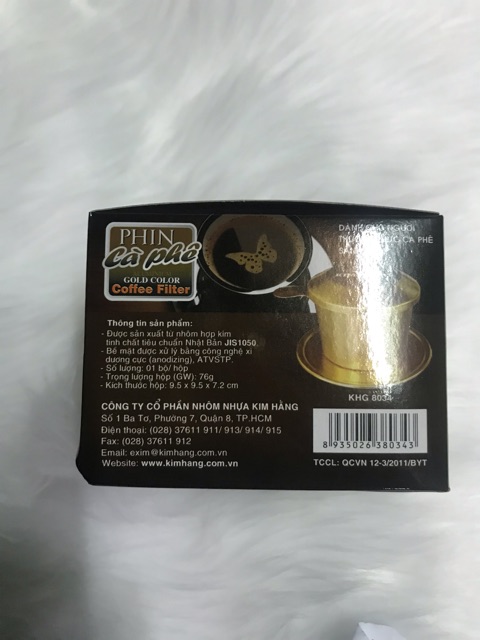 PHIN
Cà phê
GOLD COLOR
Coffee Filter
DÀNH CHO NGƯỜI
CÀ PHÊ
Thông tin sản phẩm:
- Được sản xuất từ nhôm hợp kim
tinh chất tiêu chuẩn Nhật Bản JIS1050.
- Bề mặt được xử lý bằng công nghệ xi
dương cực (anodizing), ATVSTP.
- Số lượng: 01 bộ/ hộp
- Trọng lượng hộp (GW): 76g
- Kích thước hộp: 9.5 x 9.5 x 7.2 cm
KHG 8034
CÔNG TY CỔ PHẦN NHÔM NHỰA KIM HẰNG
Số 1 Ba Tơ, Phường 7, Quận 8, TP.HCM
Điện thoại: (028) 37611 911/ 913/ 914/ 915
Fax: (028) 37611 912
Email: exim@kimhang.com.vn
Website: www.kimhang.com.vn
8 935026 380343
TCCL: QCVN 12-3/2011/BYT